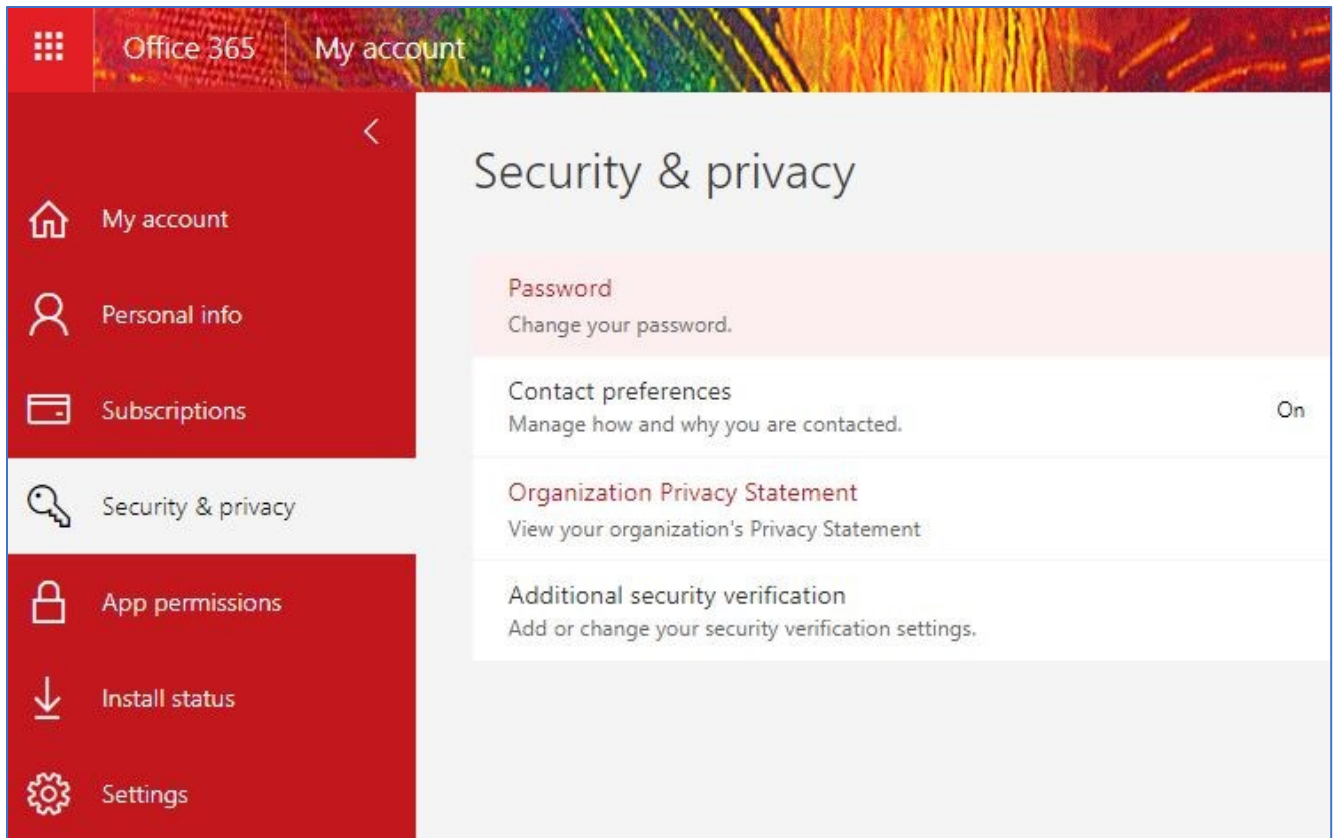 Office 365 My account
My account
Personal info
Subscriptions
Security & privacy
App permissions
Install status
Settings
Security & privacy
Password
Change your password.
Contact preferences
Manage how and why you are contacted.
On
Organization Privacy Statement
View your organization's Privacy Statement
Additional security verification
Add or change your security verification settings.